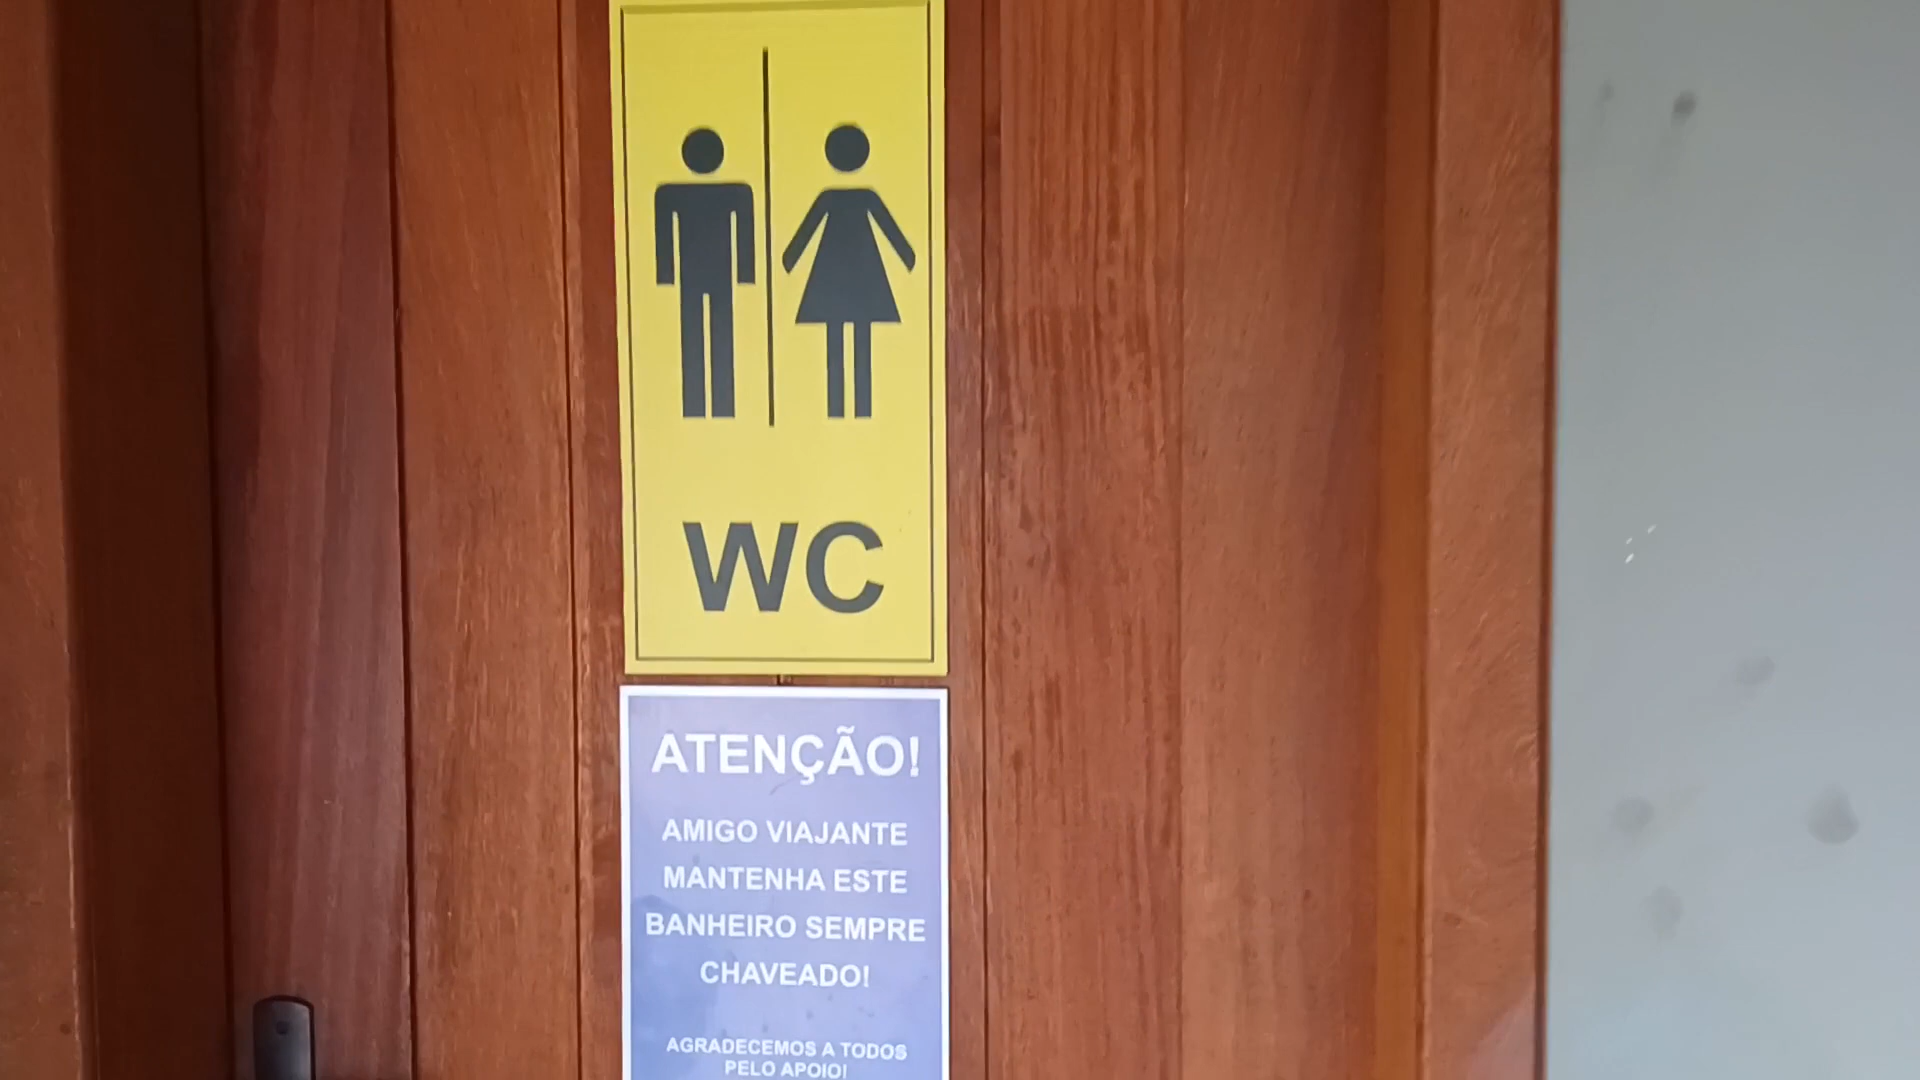 WC
ATENÇÃO!
AMIGO VIAJANTE
MANTENHA ESTE
BANHEIRO SEMPRE
CHAVEADO!
AGRADECEMOS A TODOS
PELO APOIO!